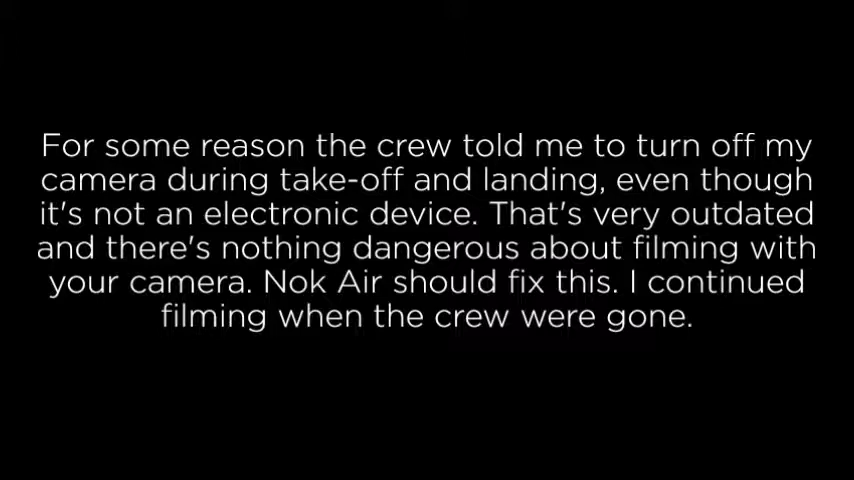 For some reason the crew told me to turn off my
camera during take-off and landing, even though
it's not an electronic device. That's very outdated
and there's nothing dangerous about filming with
your camera. Nok Air should fix this. I continued
filming when the crew were gone.